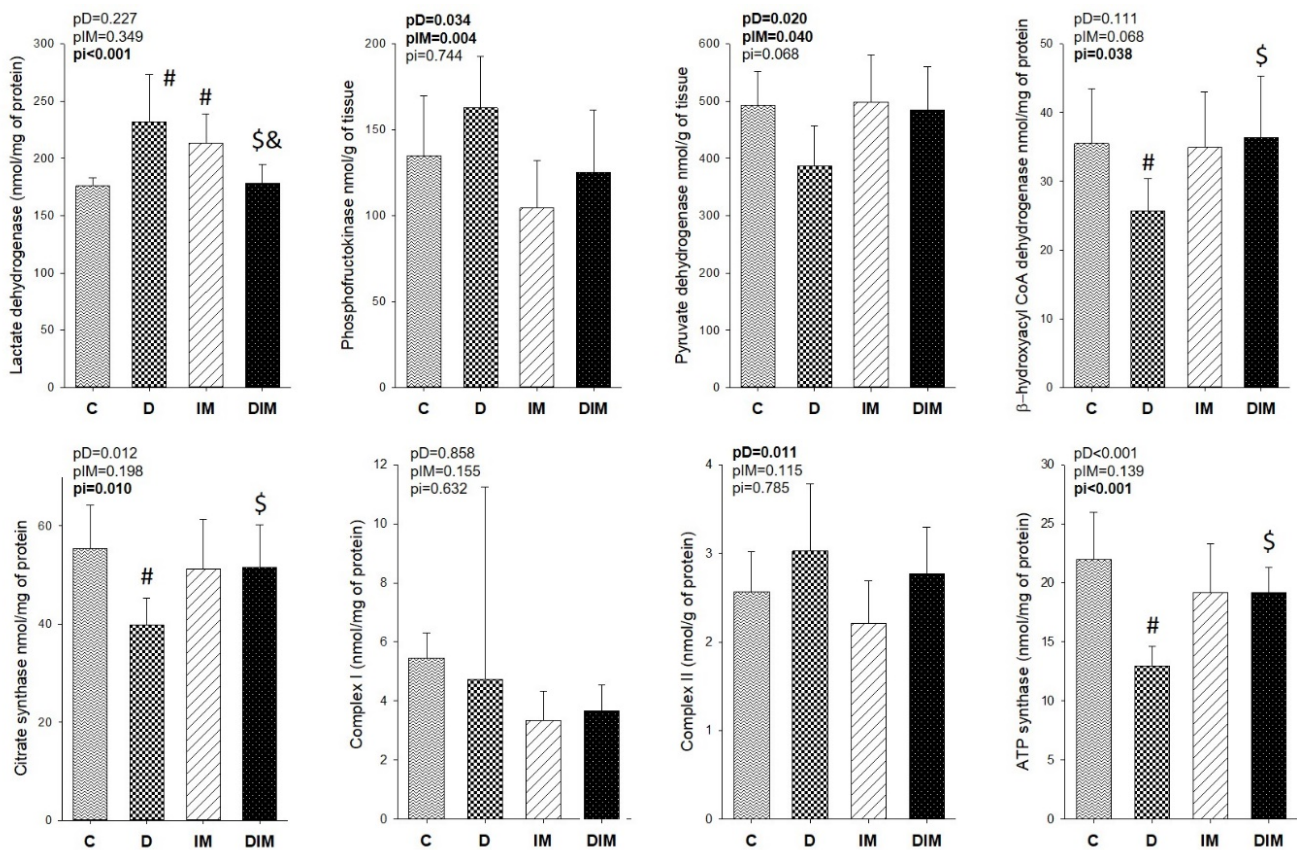 pD=0.227
pIM=0.349
pi<0.001
Lactate dehydrogenase (nmol/mg of protein)
300
250
200
150
100
50
0
#
#
$&
C D IM DIM
pD=0.034
pIM=0.004
pi=0.744
Phosphofructokinase nmol/g of tissue
200
150
100
50
0
C D IM DIM
pD=0.020
pIM=0.040
pi=0.068
Pyruvate dehydrogenase nmol/g of tissue
600
500
400
300
200
100
0
C D IM DIM
pD=0.111
pIM=0.068
pi=0.038
β-hydroxyacyl CoA dehydrogenase nmol/mg of protein
50
40
30
20
10
0
#
$
C D IM DIM
pD=0.012
pIM=0.198
pi=0.010
Citrate synthase nmol/mg of protein
60
40
20
0
#
$
C D IM DIM
pD=0.858
pIM=0.155
pi=0.632
Complex I (nmol/mg of protein)
12
10
8
6
4
2
0
C D IM DIM
pD=0.011
pIM=0.115
pi=0.785
Complex II (nmol/g of protein)
4
3
2
1
0
C D IM DIM
pD<0.001
pIM=0.139
pi<0.001
ATP synthase (nmol/mg of protein)
30
25
20
15
10
5
0
#
$
C D IM DIM